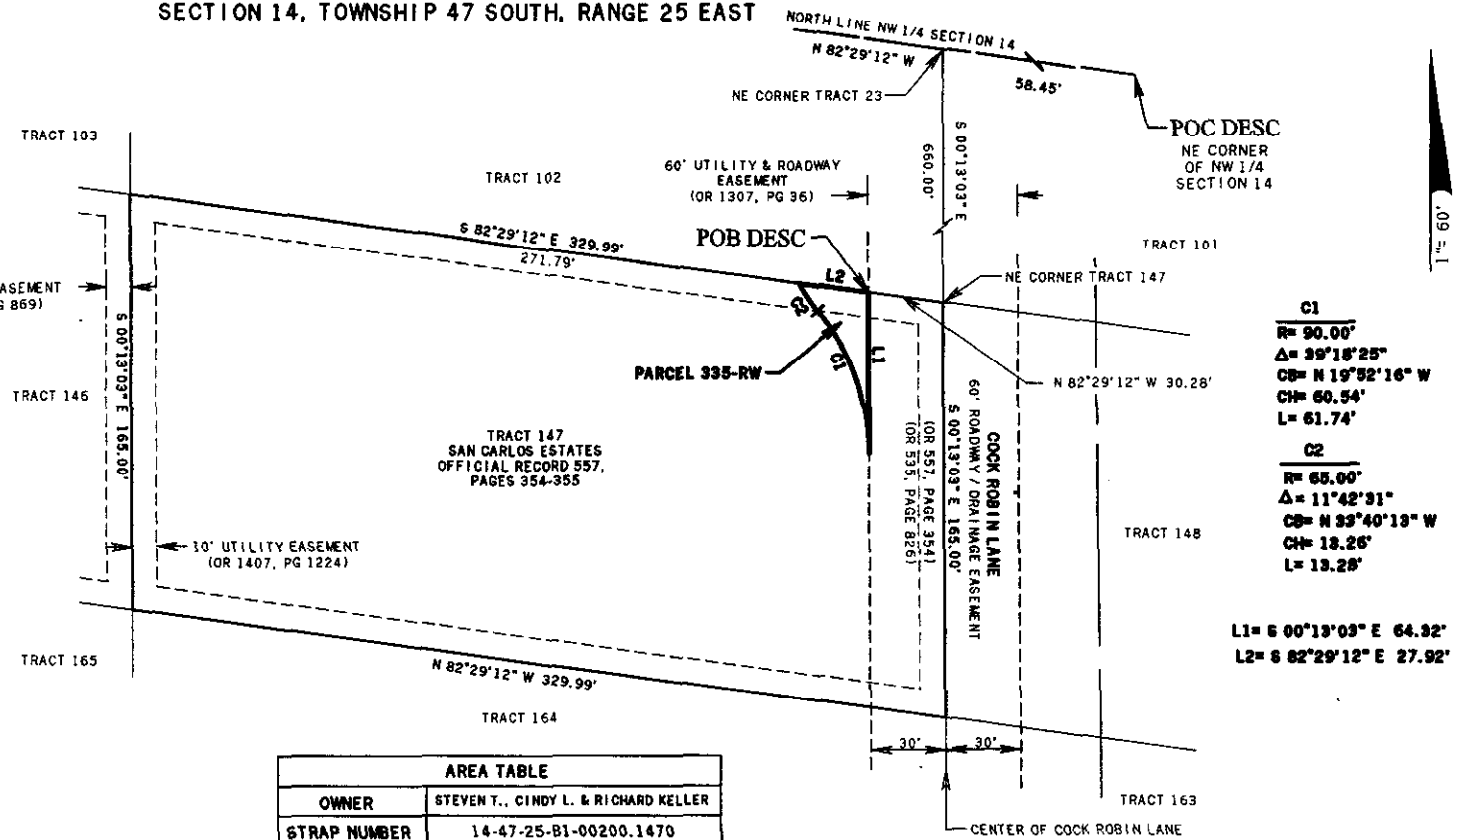 SECTION 14, TOWNSHIP 47 SOUTH, RANGE 25 EAST
NORTH LINE NW 1/4 SECTION 14
N 82°29'12" W
58.45'
NE CORNER TRACT 23
POC DESC
NE CORNER
OF NW 1/4
SECTION 14
TRACT 103
S 00°13'03" E
660.00'
60' UTILITY & ROADWAY
EASEMENT
(OR 1307, PG 36)
TRACT 102
1"= 60'
S 82°29'12" E 329.99'
271.79'
POB DESC
TRACT 101
L2
NE CORNER TRACT 147
ASEMENT
G 869)
C2
C1
L1
C1
R= 90.00'
Δ= 39°18'25"
CB= N 19°52'16" W
CH= 60.54'
L= 61.74'
S 00°13'03" E 165.00'
PARCEL 335-RW
N 82°29'12" W 30.28'
TRACT 146
TRACT 147
SAN CARLOS ESTATES
OFFICIAL RECORD 557,
PAGES 354-355
COCK ROBIN LANE
60' ROADWAY / DRAINAGE EASEMENT
S 00°13'03" E 165.00'
(OR 557, PAGE 354)
(OR 535, PAGE 826)
C2
R= 65.00'
Δ= 11°42'31"
CB= N 33°40'13" W
CH= 13.26'
L= 13.28'
TRACT 148
10' UTILITY EASEMENT
(OR 1407, PG 1224)
L1= S 00°13'03" E 64.32'
L2= S 82°29'12" E 27.92'
TRACT 165
N 82°29'12" W 329.99'
TRACT 164
30'
30'
AREA TABLE
OWNER
STEVEN T., CINDY L. & RICHARD KELLER
STRAP NUMBER
14-47-25-B1-00200.1470
TRACT 163
CENTER OF COCK ROBIN LANE